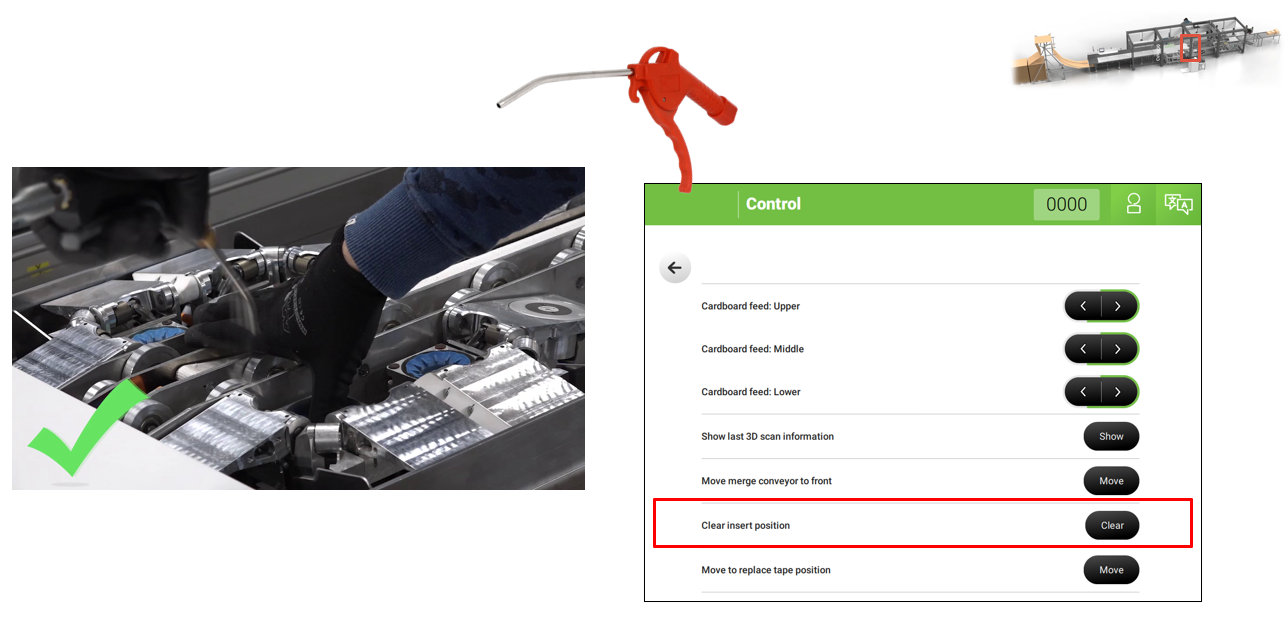 Control
0000
Cardboard feed: Upper
Cardboard feed: Middle
Cardboard feed: Lower
Show last 3D scan information
Show
Move merge conveyor to front
Move
Clear insert position
Clear
Move to replace tape position
Move